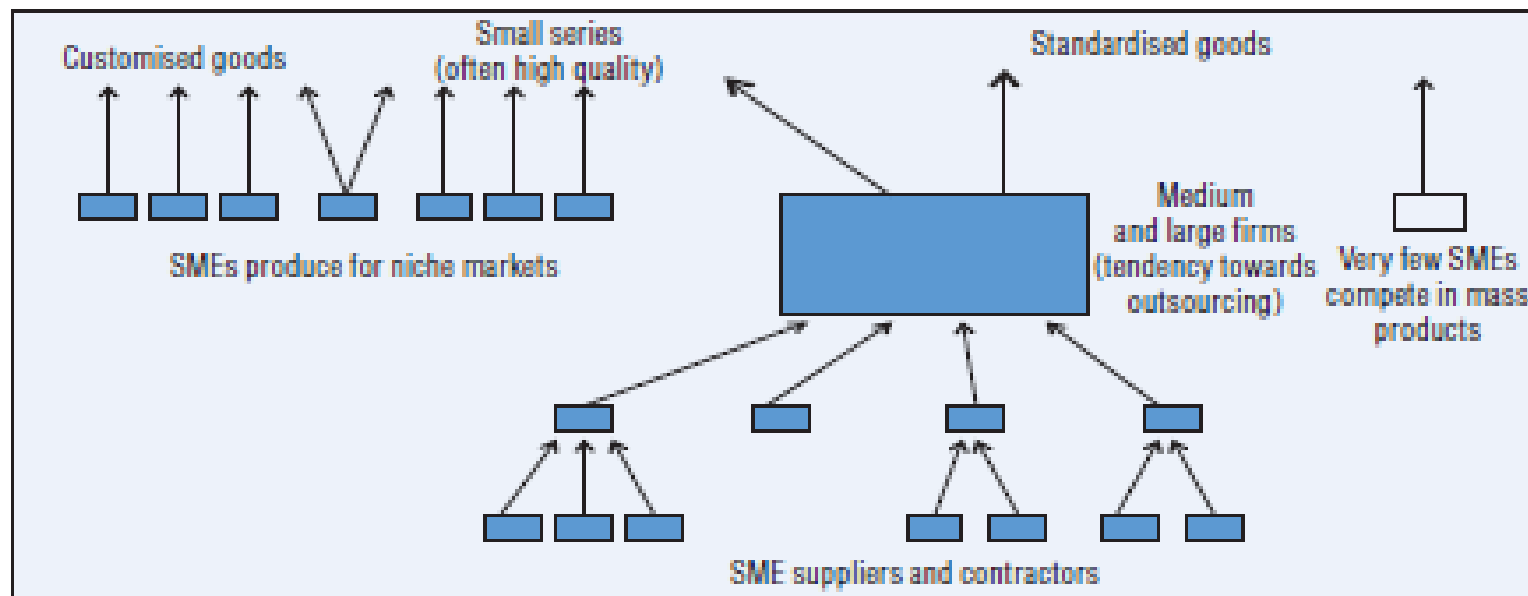 Customised goods
Small series
(often high quality)
Standardised goods
SMEs produce for niche markets
Medium
and large firms
(tendency towards
outsourcing)
Very few SMEs
compete in mass
products
SME suppliers and contractors